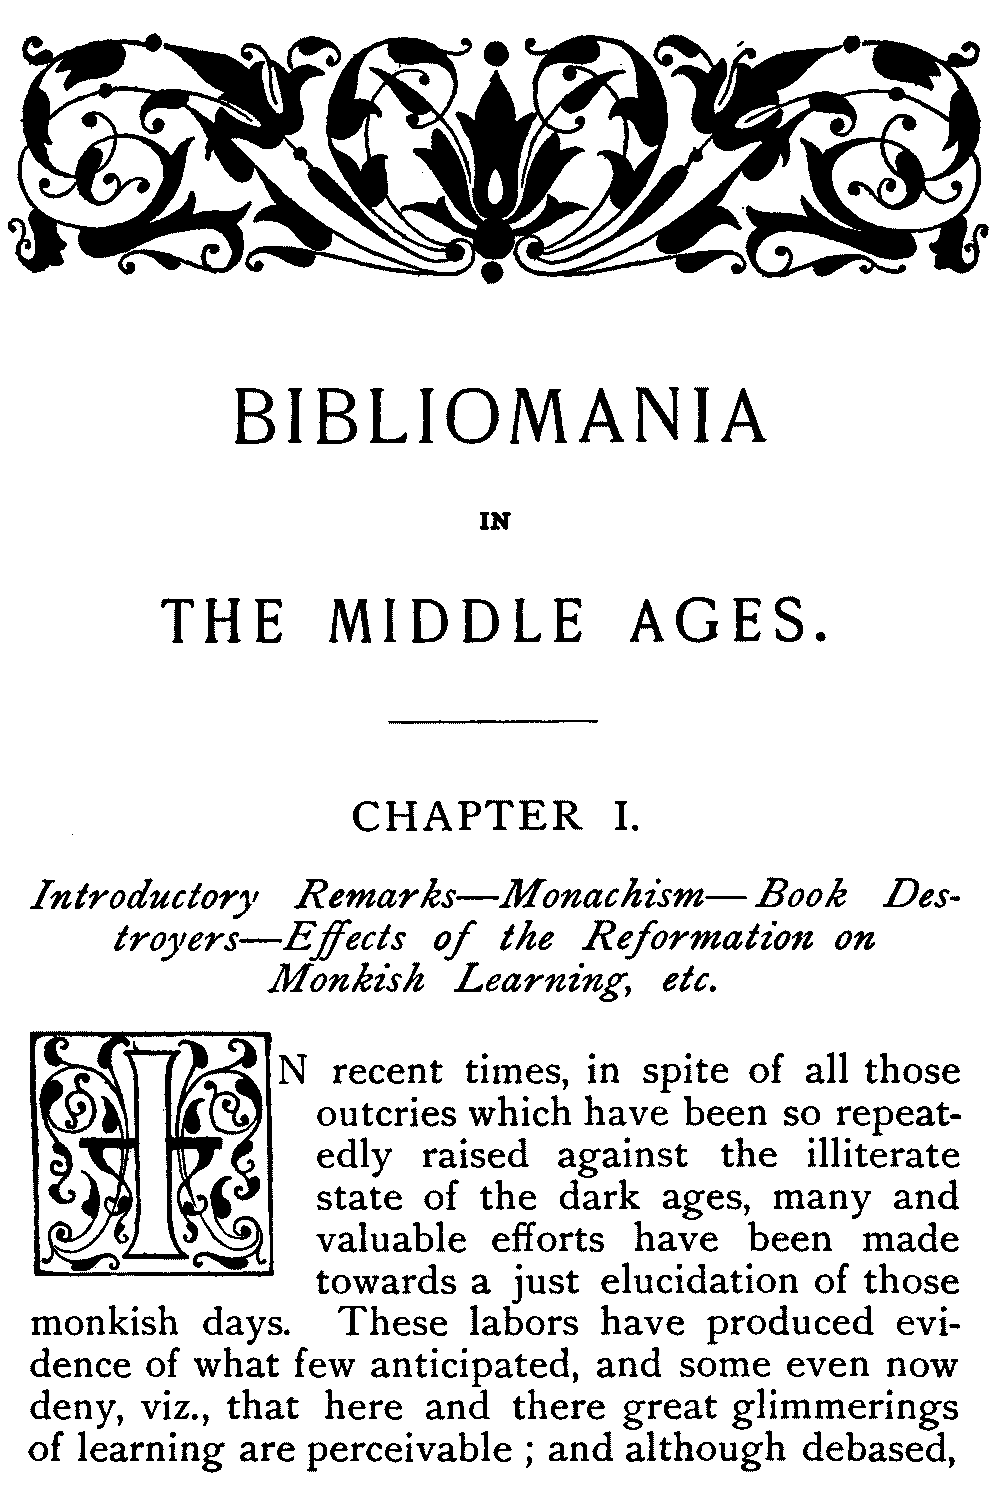 BIBLIOMANIA
IN
THE MIDDLE AGES.
CHAPTER I.
Introductory Remarks—Monachism—Book Des-
troyers—Effects of the Reformation on
Monkish Learning, etc.
IN recent times, in spite of all those
outcries which have been so repeat-
edly raised against the illiterate
state of the dark ages, many and
valuable efforts have been made
towards a just elucidation of those
monkish days. These labors have produced evi-
dence of what few anticipated, and some even now
deny, viz., that here and there great glimmerings
of learning are perceivable ; and although debased,